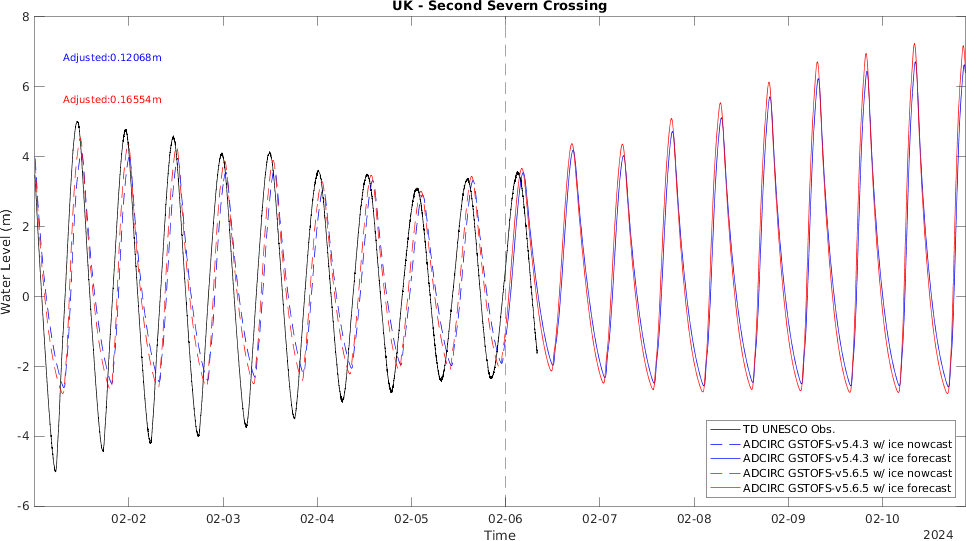 UK - Second Severn Crossing
8
6
4
2
0
-2
-4
-6
Water Level (m)
Adjusted:0.12068m
Adjusted:0.16554m
TD UNESCO Obs.
ADCIRC GSTOFS-v5.4.3 w/ ice nowcast
ADCIRC GSTOFS-v5.4.3 w/ ice forecast
ADCIRC GSTOFS-v5.6.5 w/ ice nowcast
ADCIRC GSTOFS-v5.6.5 w/ ice forecast
02-02 02-03 02-04 02-05 02-06 02-07 02-08 02-09 02-10
Time
2024